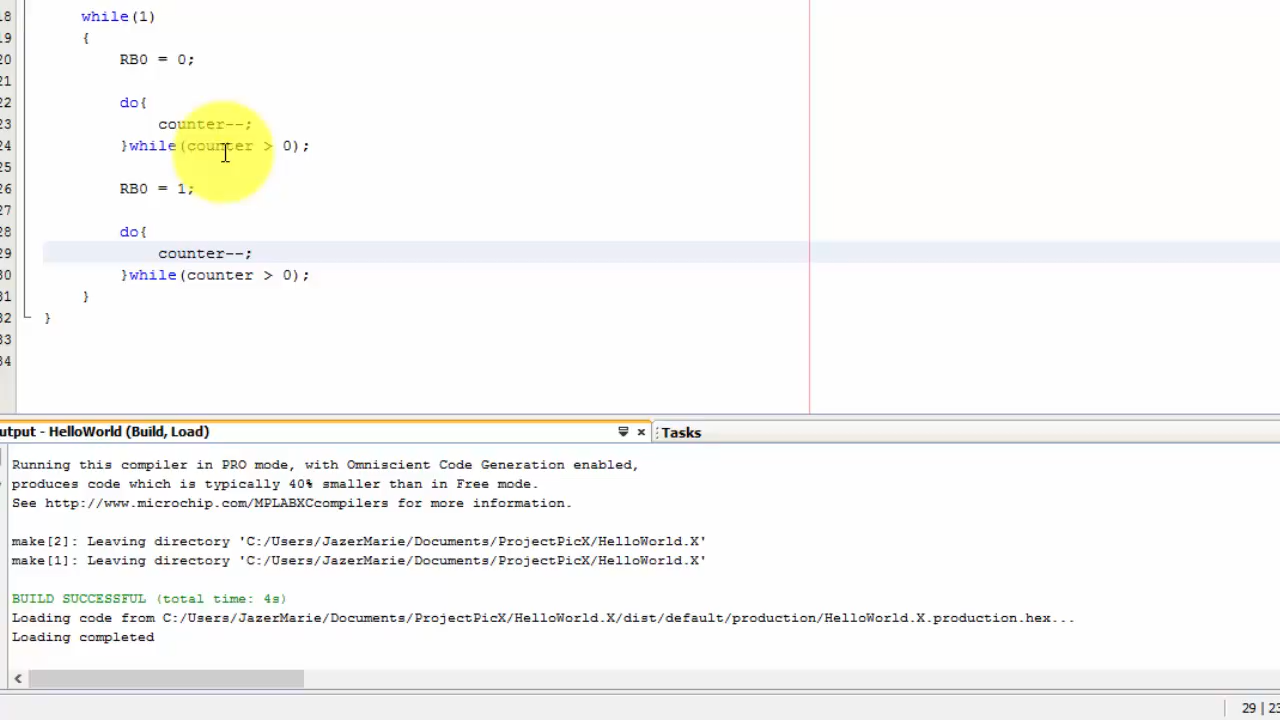 18 while(1)
19 {
20 RB0 = 0;
21
22 do{
23 counter--;
24 }while(counter > 0);
25
26 RB0 = 1;
27
28 do{
29 counter--;
30 }while(counter > 0);
31 }
32 }
33
34
utput - HelloWorld (Build, Load) Tasks
Running this compiler in PRO mode, with Omniscient Code Generation enabled,
produces code which is typically 40% smaller than in Free mode.
See http://www.microchip.com/MPLABXCcompilers for more information.
make[2]: Leaving directory 'C:/Users/JazerMarie/Documents/ProjectPicX/HelloWorld.X'
make[1]: Leaving directory 'C:/Users/JazerMarie/Documents/ProjectPicX/HelloWorld.X'
BUILD SUCCESSFUL (total time: 4s)
Loading code from C:/Users/JazerMarie/Documents/ProjectPicX/HelloWorld.X/dist/default/production/HelloWorld.X.production.hex...
Loading completed
29 | 23